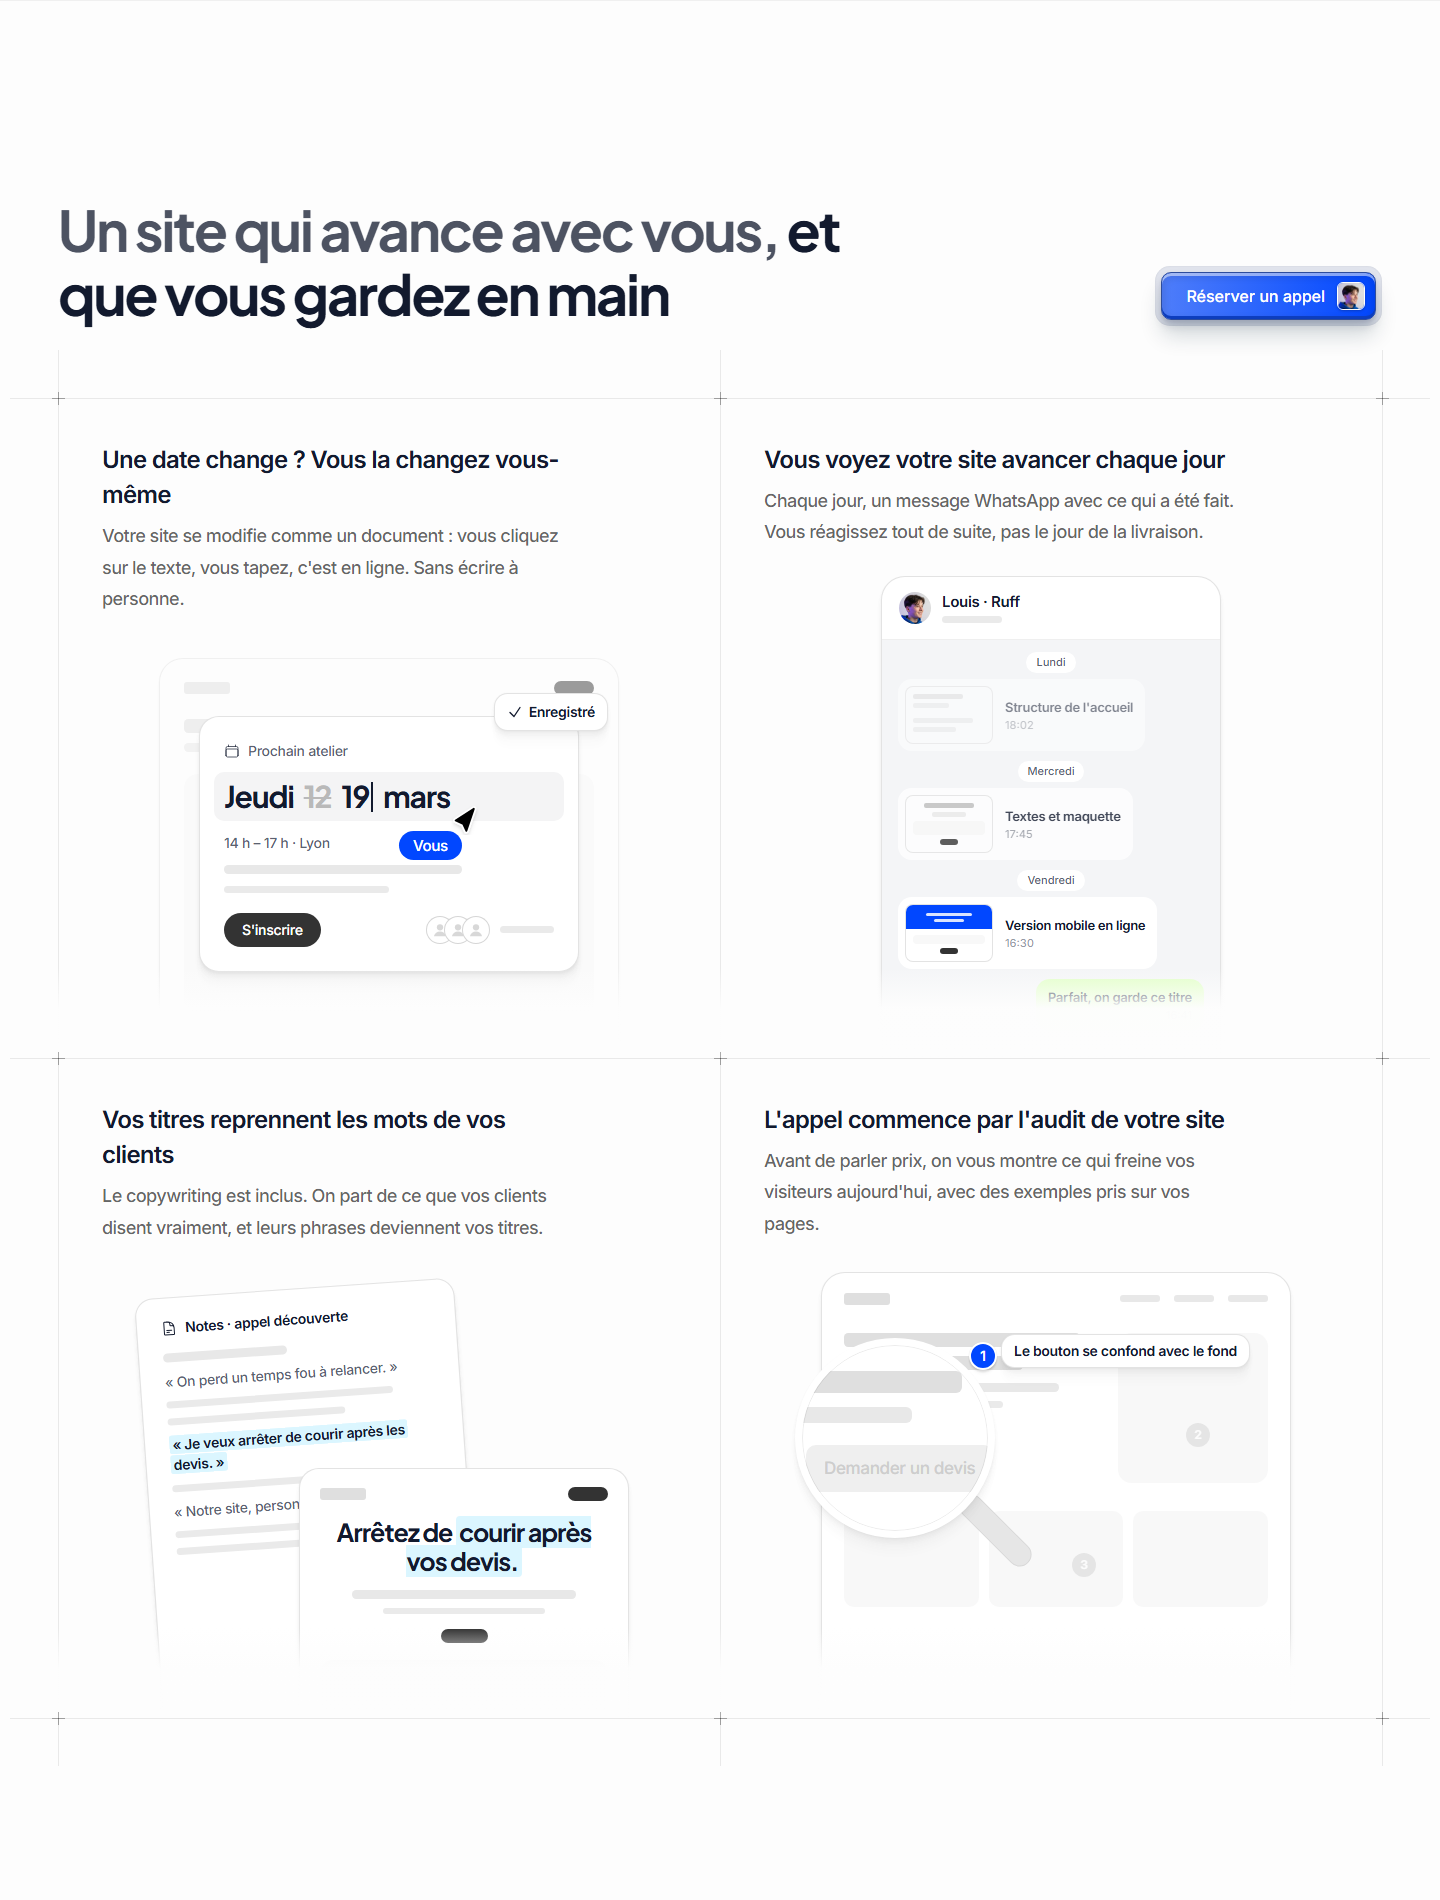 Un site qui avance avec vous, et
que vous gardez en main
Réserver un appel
Une date change ? Vous la changez vous-
même
Votre site se modifie comme un document : vous cliquez
sur le texte, vous tapez, c'est en ligne. Sans écrire à
personne.
Enregistré
Prochain atelier
Jeudi 12 19 mars
14 h – 17 h · Lyon
Vous
S'inscrire
Vous voyez votre site avancer chaque jour
Chaque jour, un message WhatsApp avec ce qui a été fait.
Vous réagissez tout de suite, pas le jour de la livraison.
Louis · Ruff
Lundi
Structure de l'accueil
18:02
Mercredi
Textes et maquette
17:45
Vendredi
Version mobile en ligne
16:30
Parfait, on garde ce titre
Vos titres reprennent les mots de vos
clients
Le copywriting est inclus. On part de ce que vos clients
disent vraiment, et leurs phrases deviennent vos titres.
Notes · appel découverte
« On perd un temps fou à relancer. »
« Je veux arrêter de courir après les
devis. »
« Notre site, person
Arrêtez de courir après
vos devis.
L'appel commence par l'audit de votre site
Avant de parler prix, on vous montre ce qui freine vos
visiteurs aujourd'hui, avec des exemples pris sur vos
pages.
1
Le bouton se confond avec le fond
2
Demander un devis
3